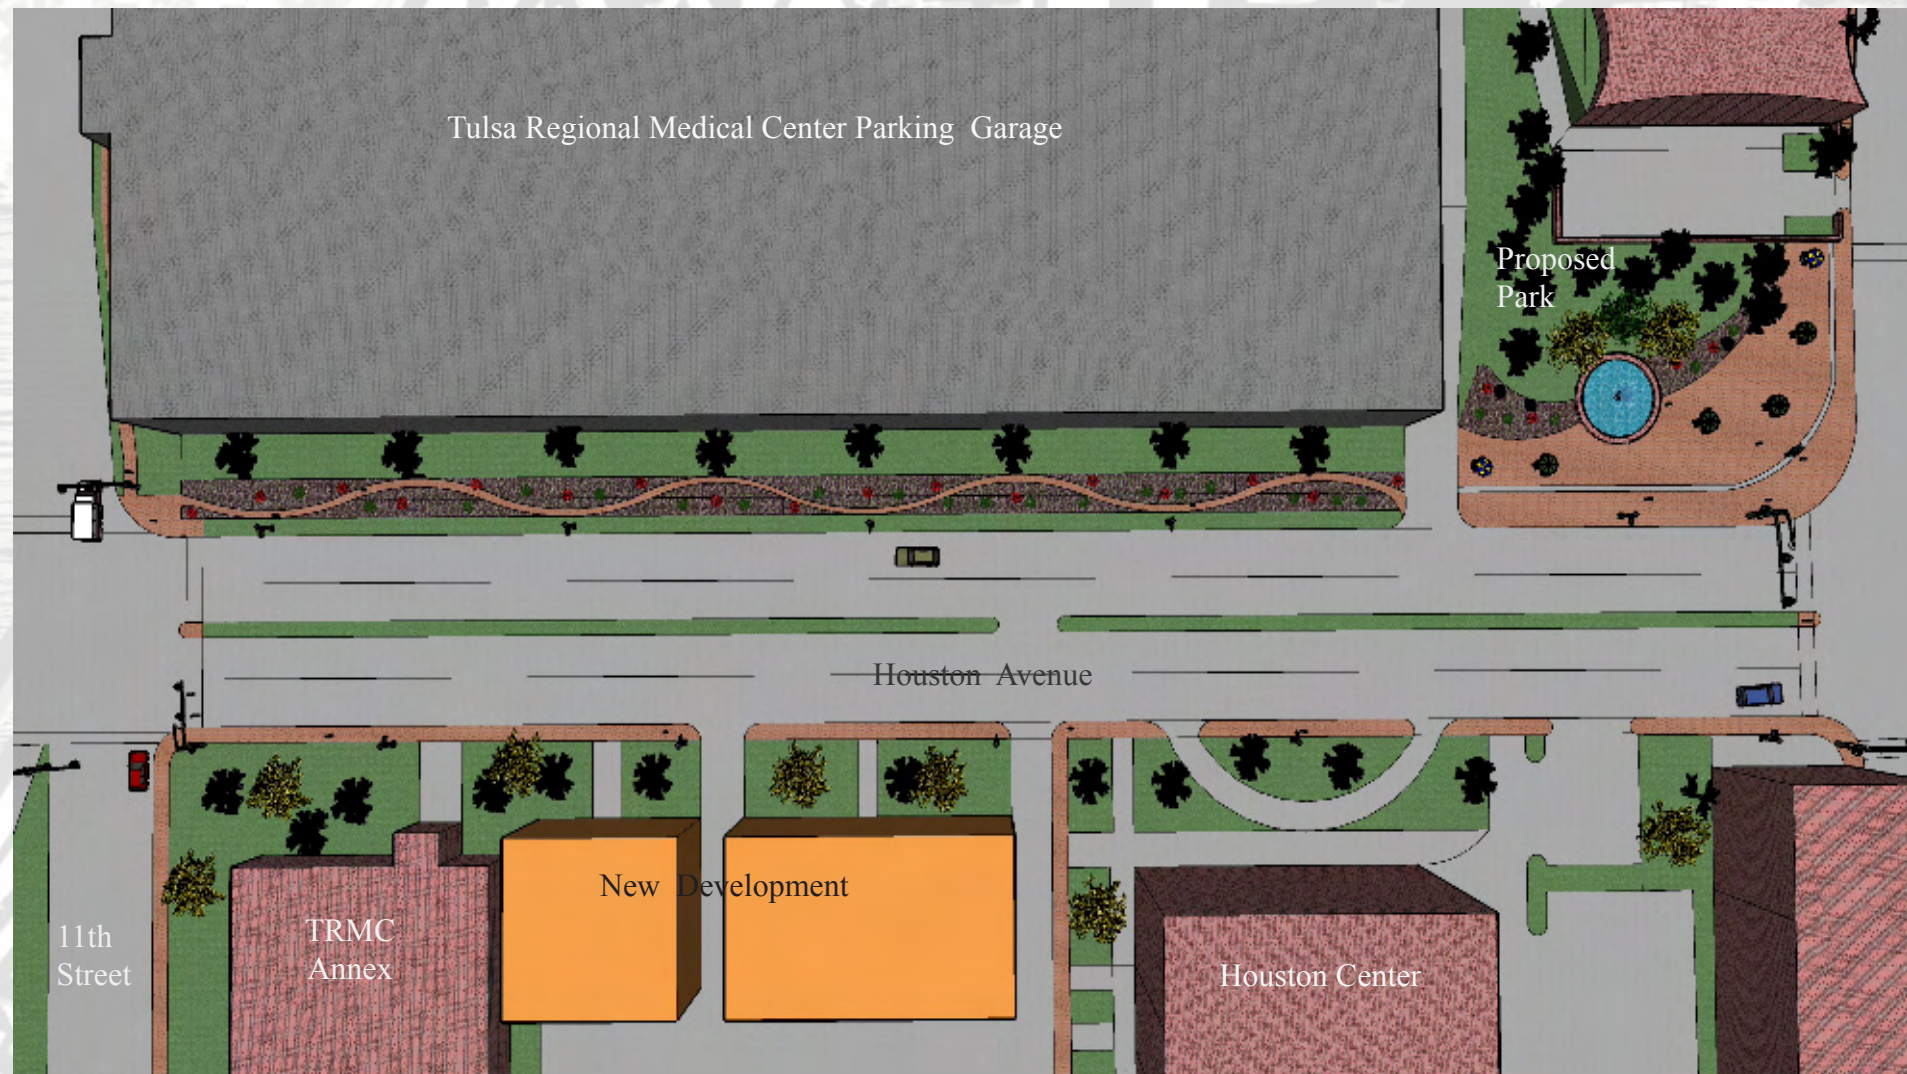 Tulsa Regional Medical Center Parking  Garage
Proposed
Park
Houston  Avenue
New  Development
TRMC
Annex
11th
Street
Houston Center